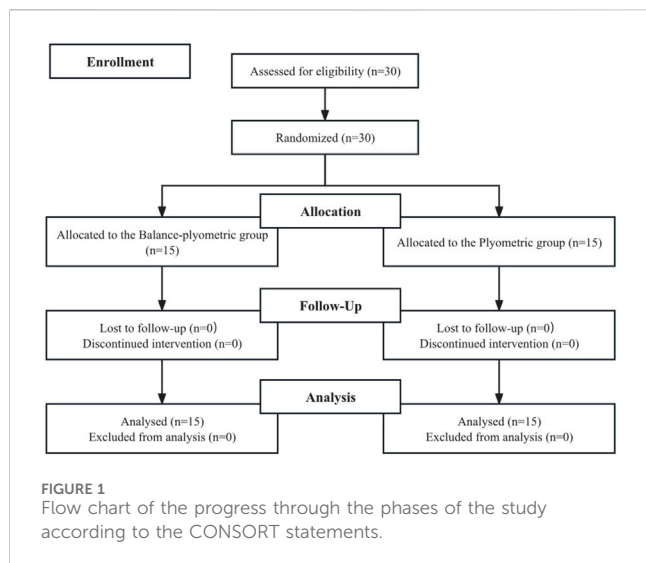 Enrollment
Assessed for eligibility (n=30)
Randomized (n=30)
Allocation
Allocated to the Balance-plyometric group
(n=15)
Allocated to the Plyometric group (n=15)
Follow-Up
Lost to follow-up (n=0)
Discontinued intervention (n=0)
Lost to follow-up (n=0)
Discontinued intervention (n=0)
Analysis
Analysed (n=15)
Excluded from analysis (n=0)
Analysed (n=15)
Excluded from analysis (n=0)
FIGURE 1
Flow chart of the progress through the phases of the study
according to the CONSORT statements.